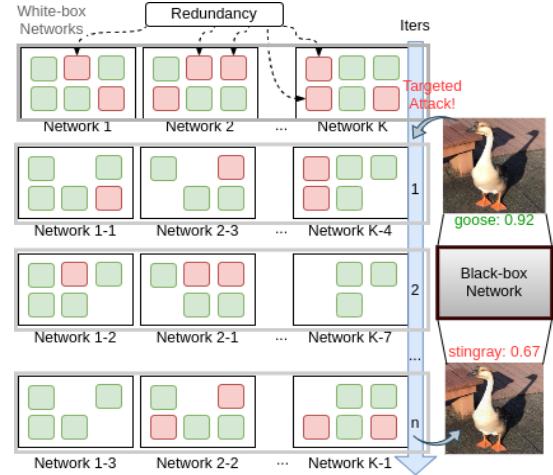 White-box
Networks
Redundancy
Iters
Targeted
Attack!
Network 1
Network 2
...
Network K
1
goose: 0.92
Network 1-1
Network 2-3
...
Network K-4
Black-box
Network
2
Network 1-2
Network 2-1
...
Network K-7
...
stingray: 0.67
n
Network 1-3
Network 2-2
...
Network K-1